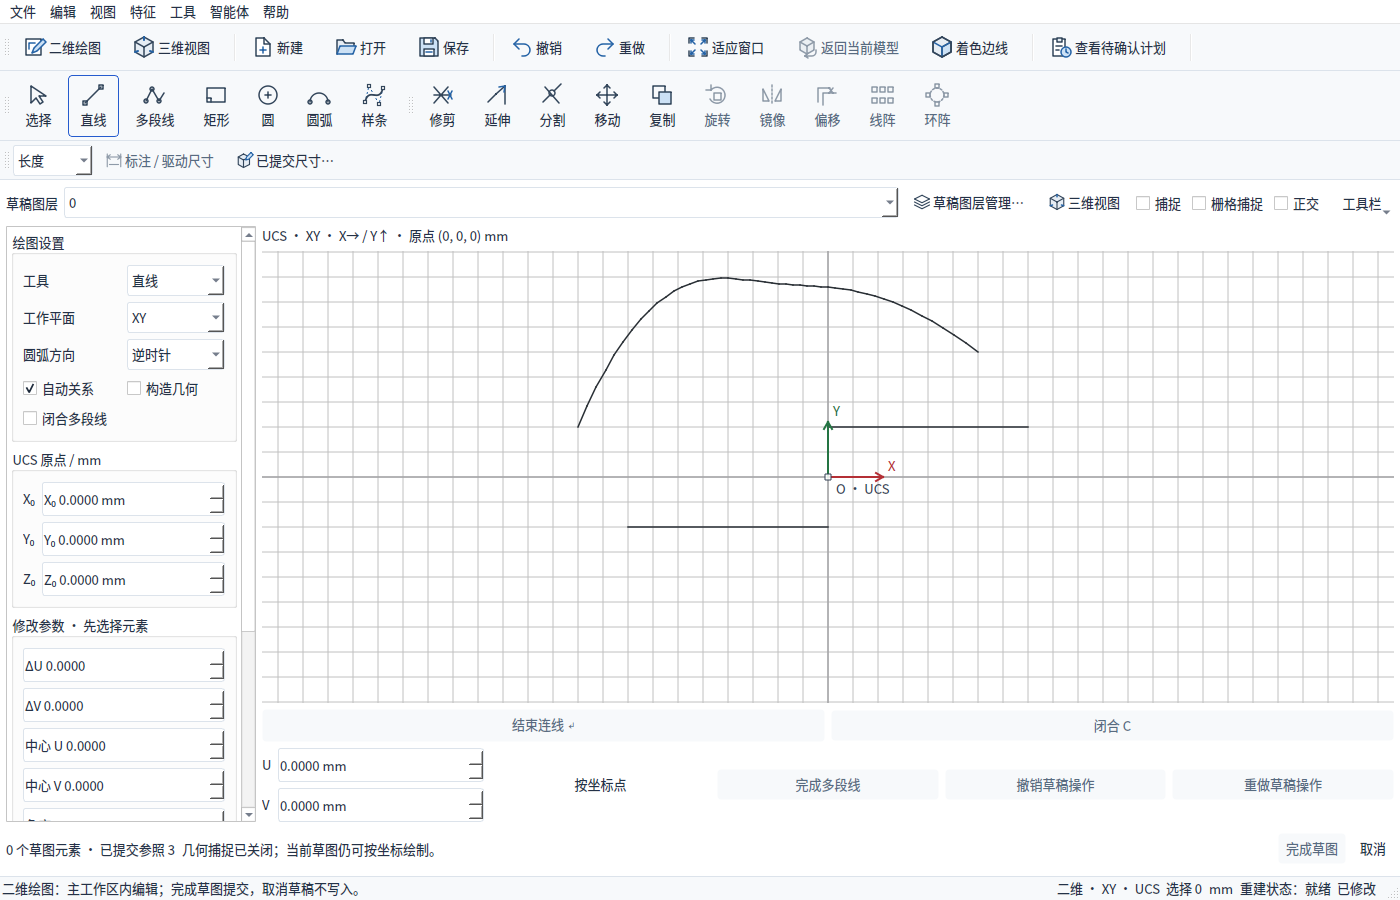 文件 编辑 视图 特征 工具 智能体 帮助
二维绘图 三维视图 新建 打开 保存 撤销 重做 适应窗口 返回当前模型 着色边线 查看待确认计划
选择 直线 多段线 矩形 圆 圆弧 样条 修剪 延伸 分割 移动 复制 旋转 镜像 偏移 线阵 环阵
长度 标注 / 驱动尺寸 已提交尺寸…
草稿图层 0 草稿图层管理… 三维视图 捕捉 栅格捕捉 正交 工具栏
绘图设置
工具 直线
工作平面 XY
圆弧方向 逆时针
自动关系 构造几何
闭合多段线
UCS 原点 / mm
X₀ X₀ 0.0000 mm
Y₀ Y₀ 0.0000 mm
Z₀ Z₀ 0.0000 mm
修改参数 · 先选择元素
ΔU 0.0000
ΔV 0.0000
中心 U 0.0000
中心 V 0.0000
UCS · XY · X→ / Y↑ · 原点 (0, 0, 0) mm
Y
X
O · UCS
结束连线 ↲ 闭合 C
U 0.0000 mm
V 0.0000 mm
按坐标点 完成多段线 撤销草稿操作 重做草稿操作
0 个草图元素 · 已提交参照 3 几何捕捉已关闭；当前草图仍可按坐标绘制。
完成草图 取消
二维绘图：主工作区内编辑；完成草图提交，取消草稿不写入。
二维 · XY · UCS 选择 0 mm 重建状态：就绪 已修改